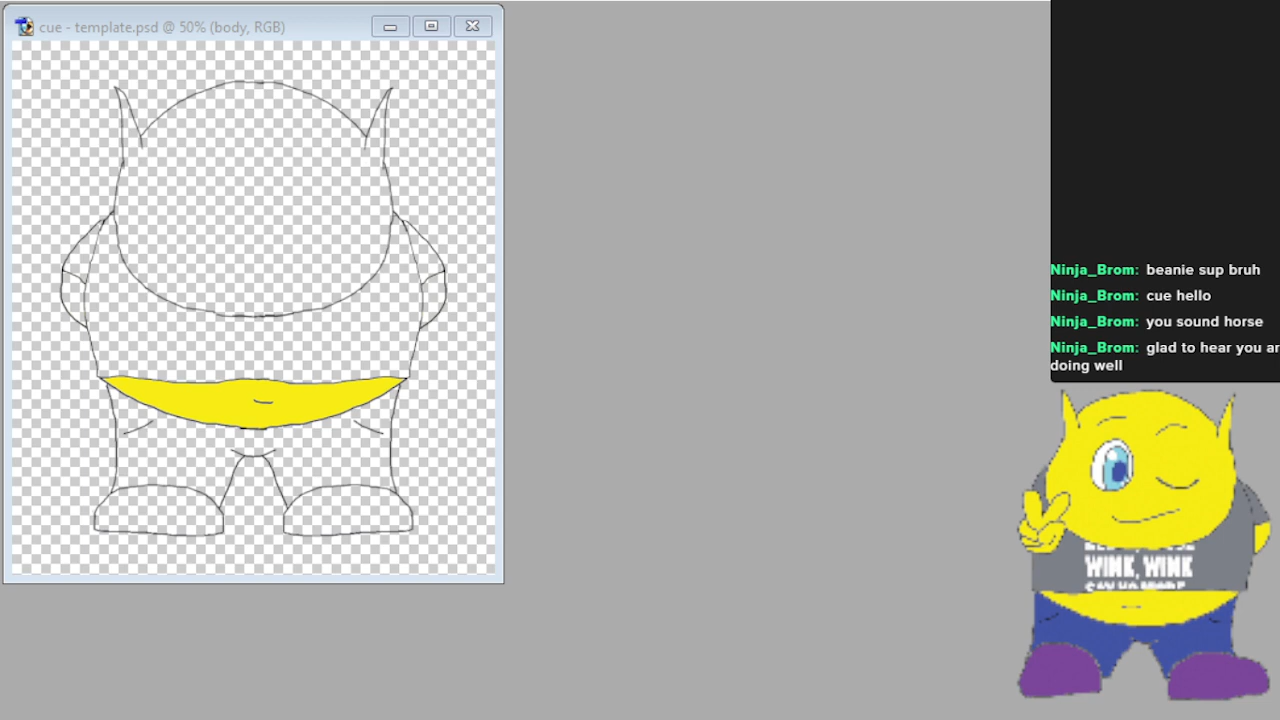 cue - template.psd @ 50% (body, RGB)
Ninja_Brom: beanie sup bruh
Ninja_Brom: cue hello
Ninja_Brom: you sound horse
Ninja_Brom: glad to hear you ar
doing well
WINK, WINK